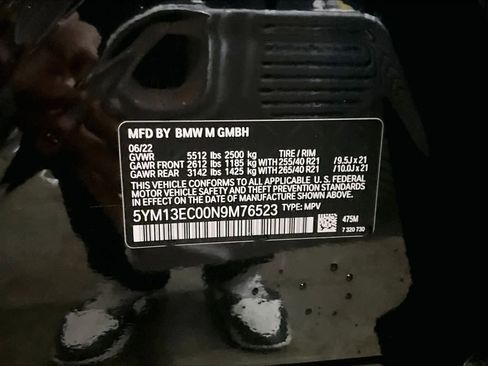 MFD BY BMW M GMBH
06/22
GVWR 5512 lbs 2500 kg TIRE / RIM
GAWR FRONT 2612 lbs 1185 kg WITH 255/40 R21 /9.5J x 21
GAWR REAR 3142 lbs 1425 kg WITH 265/40 R21 /10.0J x 21
THIS VEHICLE CONFORMS TO ALL APPLICABLE U.S. FEDERAL
MOTOR VEHICLE SAFETY AND THEFT PREVENTION STANDARDS
IN EFFECT ON THE DATE OF MANUFACTURE SHOWN ABOVE.
5YM13EC00N9M76523 TYPE: MPV
475M
7 320 730